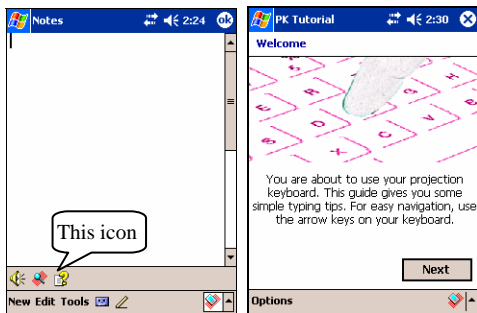 Notes 2:24 ok
This icon
New Edit Tools
PK Tutorial 2:30
Welcome
You are about to use your projection
keyboard. This guide gives you some
simple typing tips. For easy navigation, use
the arrow keys on your keyboard.
Next
Options